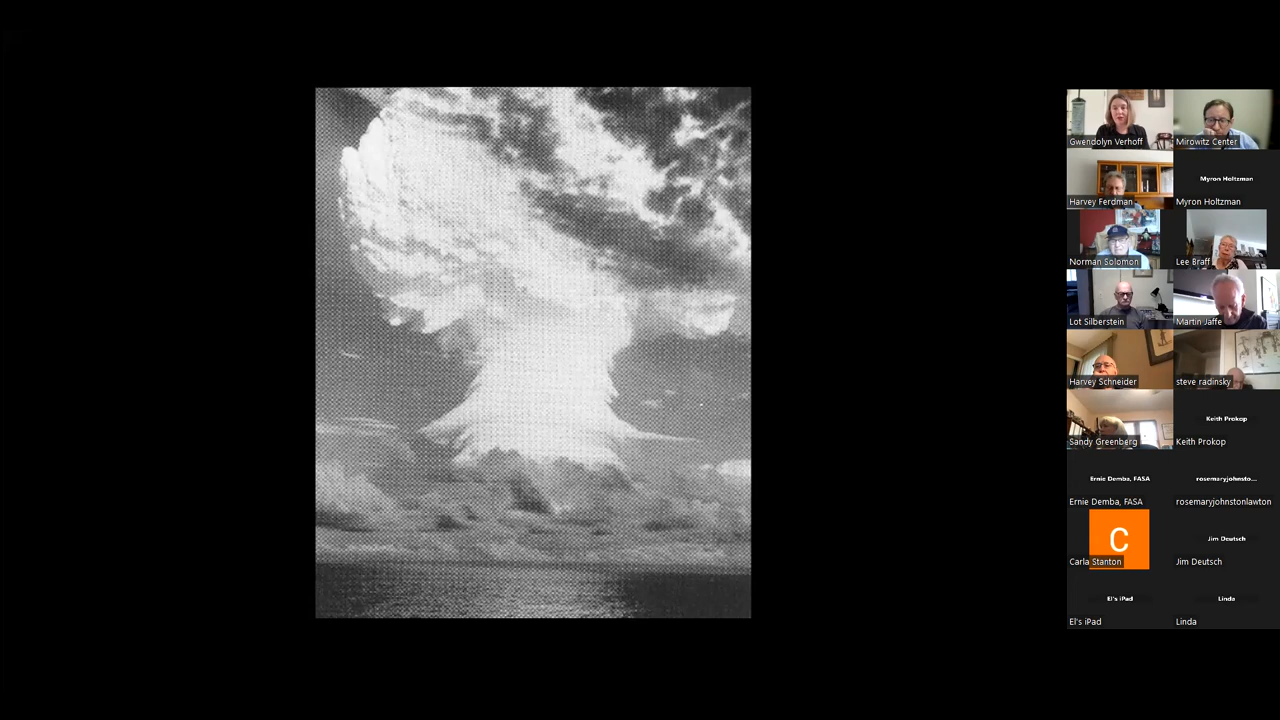 Gwendolyn Verhoff
Mirowitz Center
Harvey Ferdman
Myron Holtzman
Myron Holtzman
Norman Solomon
Lee Braff
Lot Silberstein
Martin Jaffe
Harvey Schneider
steve radinsky
Sandy Greenberg
Keith Prokop
Keith Prokop
Ernie Demba, FASA
rosemaryjohnsto...
Ernie Demba, FASA
rosemaryjohnstonlawton
C
Carla Stanton
Jim Deutsch
Jim Deutsch
El's iPad
Linda
El's iPad
Linda